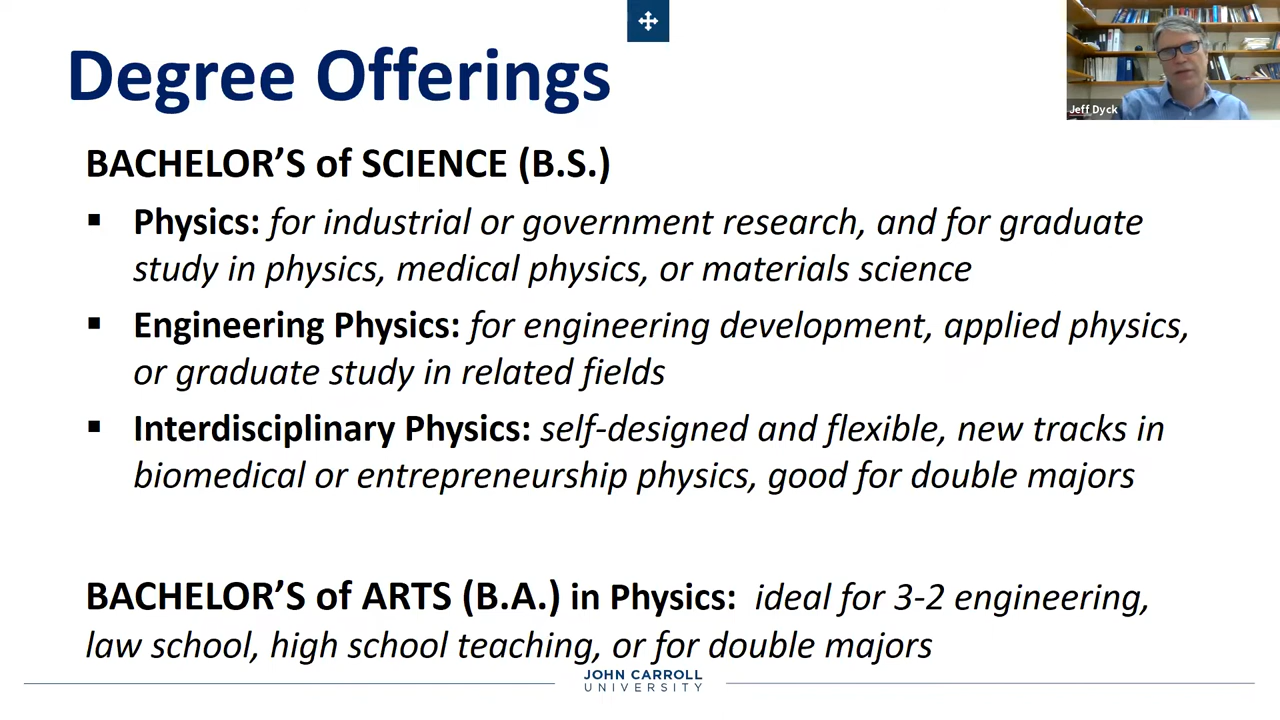 Degree Offerings
Jeff Dyck
BACHELOR’S of SCIENCE (B.S.)
▪ Physics: for industrial or government research, and for graduate
study in physics, medical physics, or materials science
▪ Engineering Physics: for engineering development, applied physics,
or graduate study in related fields
▪ Interdisciplinary Physics: self-designed and flexible, new tracks in
biomedical or entrepreneurship physics, good for double majors
BACHELOR’S of ARTS (B.A.) in Physics: ideal for 3-2 engineering,
law school, high school teaching, or for double majors
JOHN CARROLL
UNIVERSITY